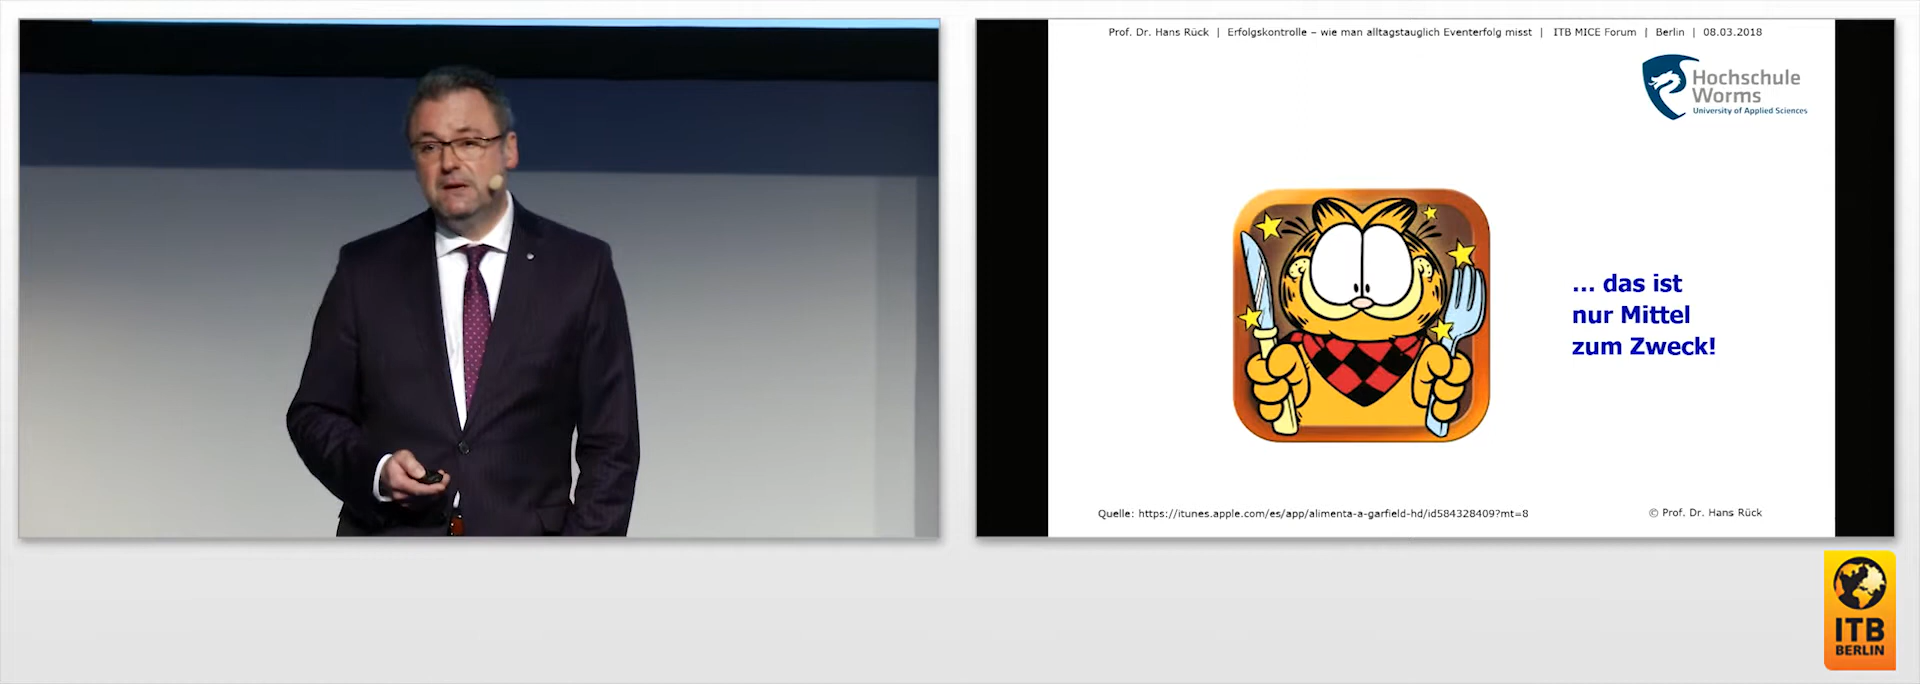 Prof. Dr. Hans Rück | Erfolgskontrolle – wie man alltagstauglich Eventerfolg misst | ITB MICE Forum | Berlin | 08.03.2018
Hochschule
Worms
University of Applied Sciences
... das ist
nur Mittel
zum Zweck!
Quelle: https://itunes.apple.com/es/app/alimenta-a-garfield-hd/id584328409?mt=8
© Prof. Dr. Hans Rück
ITB
BERLIN